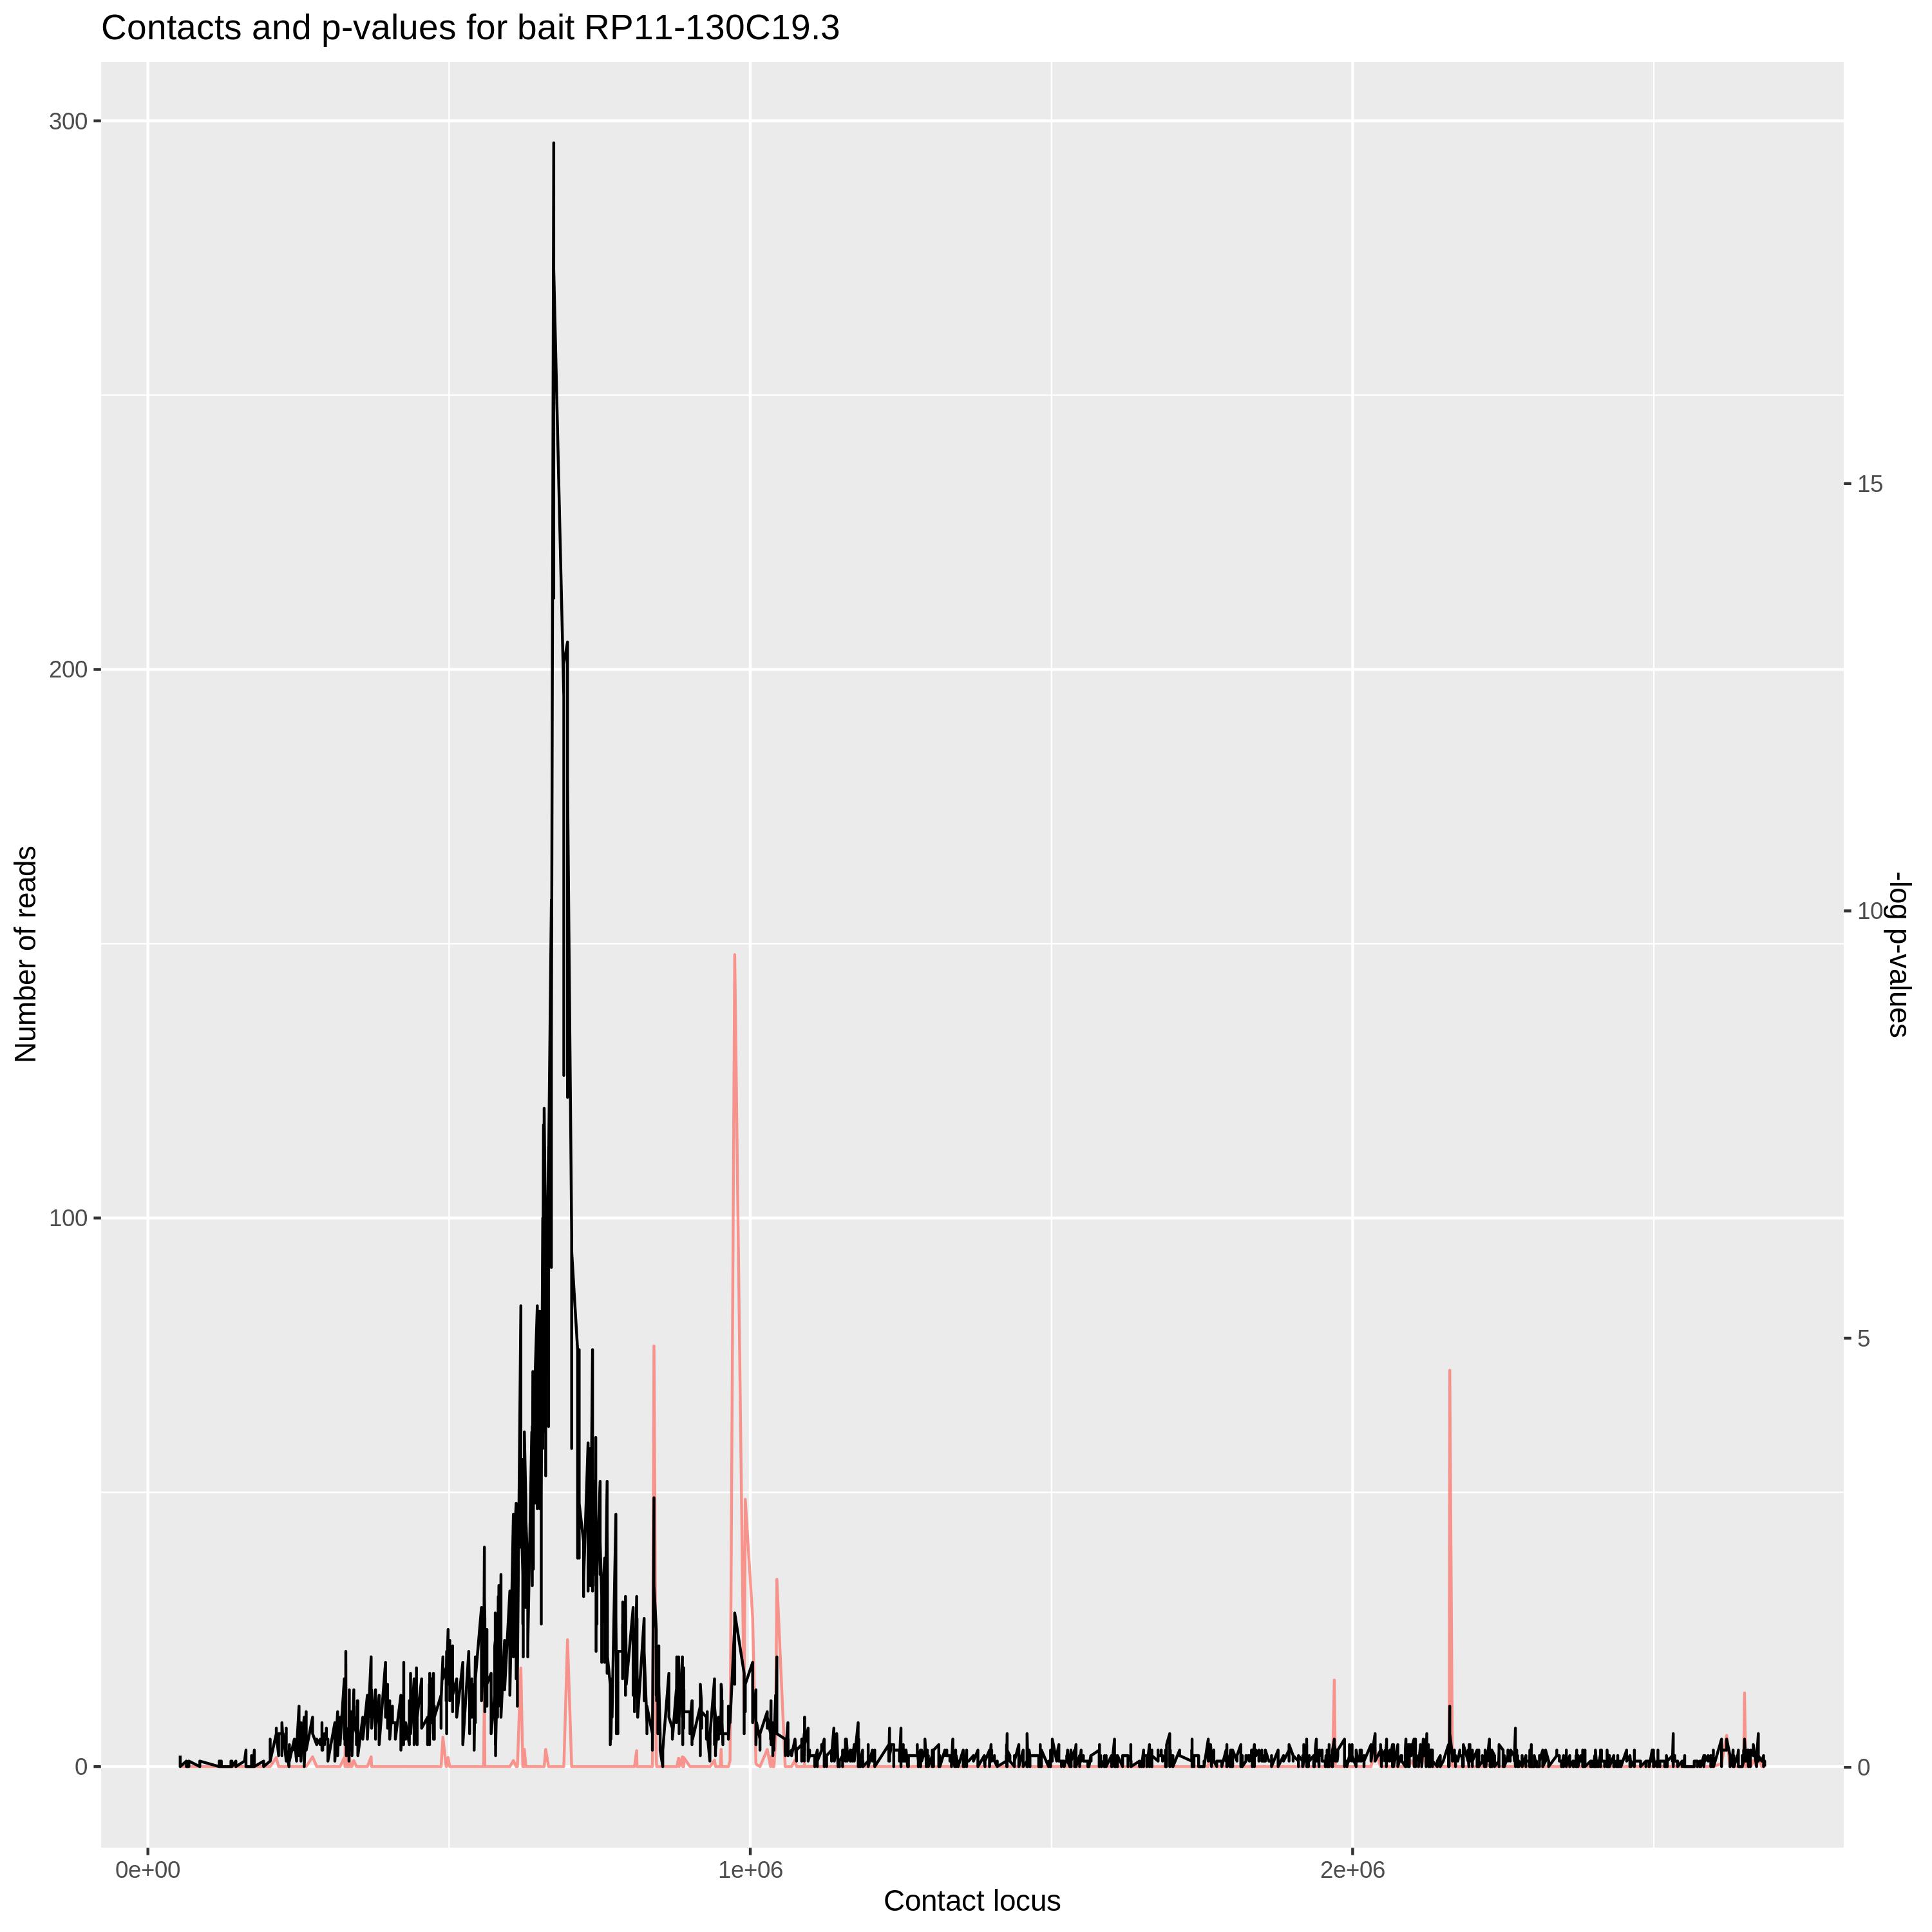 Contacts and p-values for bait RP11-130C19.3
300
200
100
0
Number of reads
15
10
5
0
-log p-values
0e+00
1e+06
2e+06
Contact locus